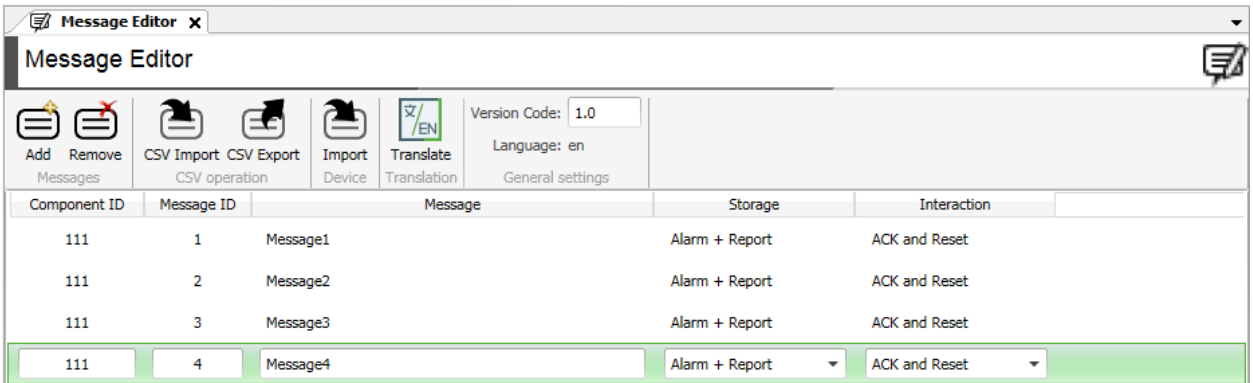 Message Editor
Message Editor
文/EN
Version Code: 1.0
Language: en
Add Remove CSV Import CSV Export Import Translate
Messages CSV operation Device Translation General settings
Component ID Message ID Message Storage Interaction
111 1 Message1 Alarm + Report ACK and Reset
111 2 Message2 Alarm + Report ACK and Reset
111 3 Message3 Alarm + Report ACK and Reset
111 4 Message4 Alarm + Report ACK and Reset